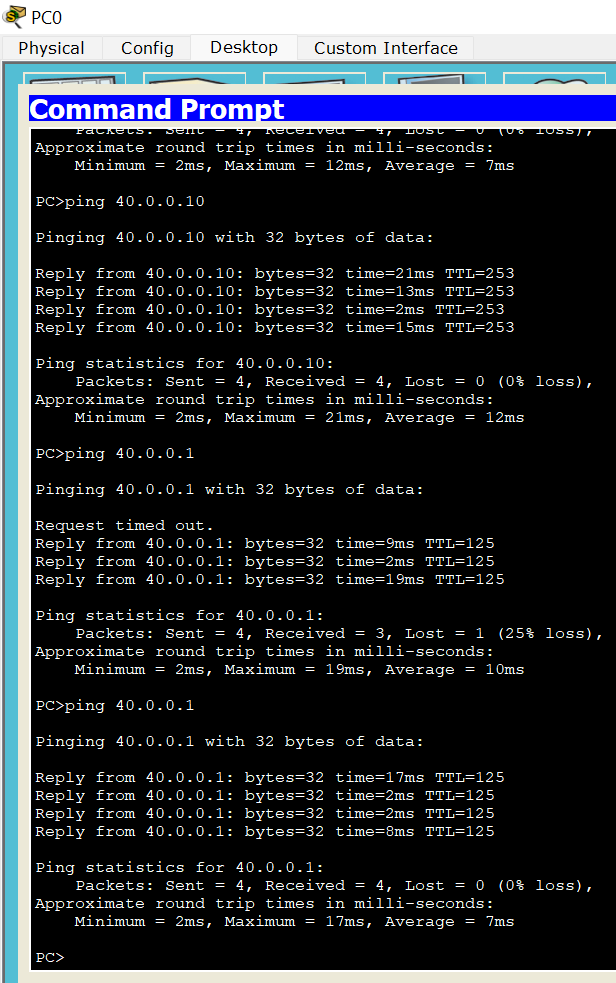 PC0
Physical Config Desktop Custom Interface
Command Prompt
Packets: Sent = 4, Received = 4, Lost = 0 (0% loss),
Approximate round trip times in milli-seconds:
Minimum = 2ms, Maximum = 12ms, Average = 7ms
PC>ping 40.0.0.10
Pinging 40.0.0.10 with 32 bytes of data:
Reply from 40.0.0.10: bytes=32 time=21ms TTL=253
Reply from 40.0.0.10: bytes=32 time=13ms TTL=253
Reply from 40.0.0.10: bytes=32 time=2ms TTL=253
Reply from 40.0.0.10: bytes=32 time=15ms TTL=253
Ping statistics for 40.0.0.10:
Packets: Sent = 4, Received = 4, Lost = 0 (0% loss),
Approximate round trip times in milli-seconds:
Minimum = 2ms, Maximum = 21ms, Average = 12ms
PC>ping 40.0.0.1
Pinging 40.0.0.1 with 32 bytes of data:
Request timed out.
Reply from 40.0.0.1: bytes=32 time=9ms TTL=125
Reply from 40.0.0.1: bytes=32 time=2ms TTL=125
Reply from 40.0.0.1: bytes=32 time=19ms TTL=125
Ping statistics for 40.0.0.1:
Packets: Sent = 4, Received = 3, Lost = 1 (25% loss),
Approximate round trip times in milli-seconds:
Minimum = 2ms, Maximum = 19ms, Average = 10ms
PC>ping 40.0.0.1
Pinging 40.0.0.1 with 32 bytes of data:
Reply from 40.0.0.1: bytes=32 time=17ms TTL=125
Reply from 40.0.0.1: bytes=32 time=2ms TTL=125
Reply from 40.0.0.1: bytes=32 time=2ms TTL=125
Reply from 40.0.0.1: bytes=32 time=8ms TTL=125
Ping statistics for 40.0.0.1:
Packets: Sent = 4, Received = 4, Lost = 0 (0% loss),
Approximate round trip times in milli-seconds:
Minimum = 2ms, Maximum = 17ms, Average = 7ms
PC>